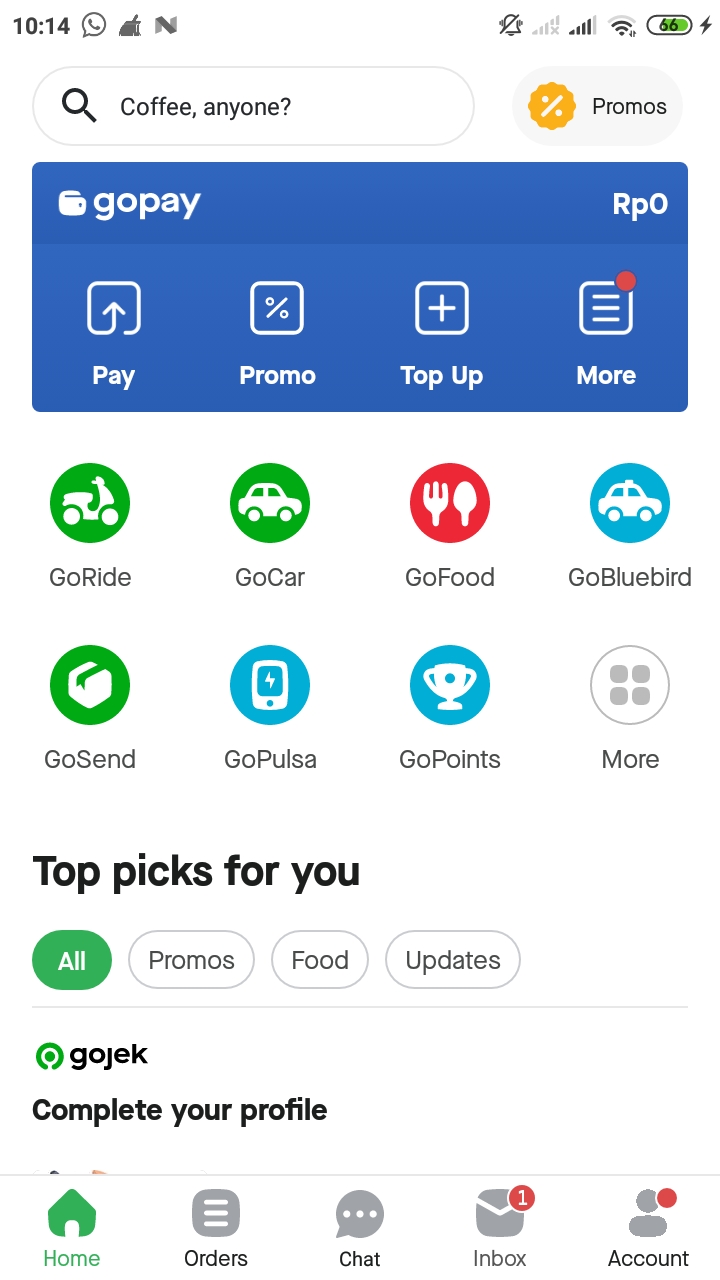 10:14 66
Coffee, anyone? Promos
gopay Rp0
Pay Promo Top Up More
GoRide GoCar GoFood GoBluebird
GoSend GoPulsa GoPoints More
Top picks for you
All Promos Food Updates
gojek
Complete your profile
1
Home Orders Chat Inbox Account